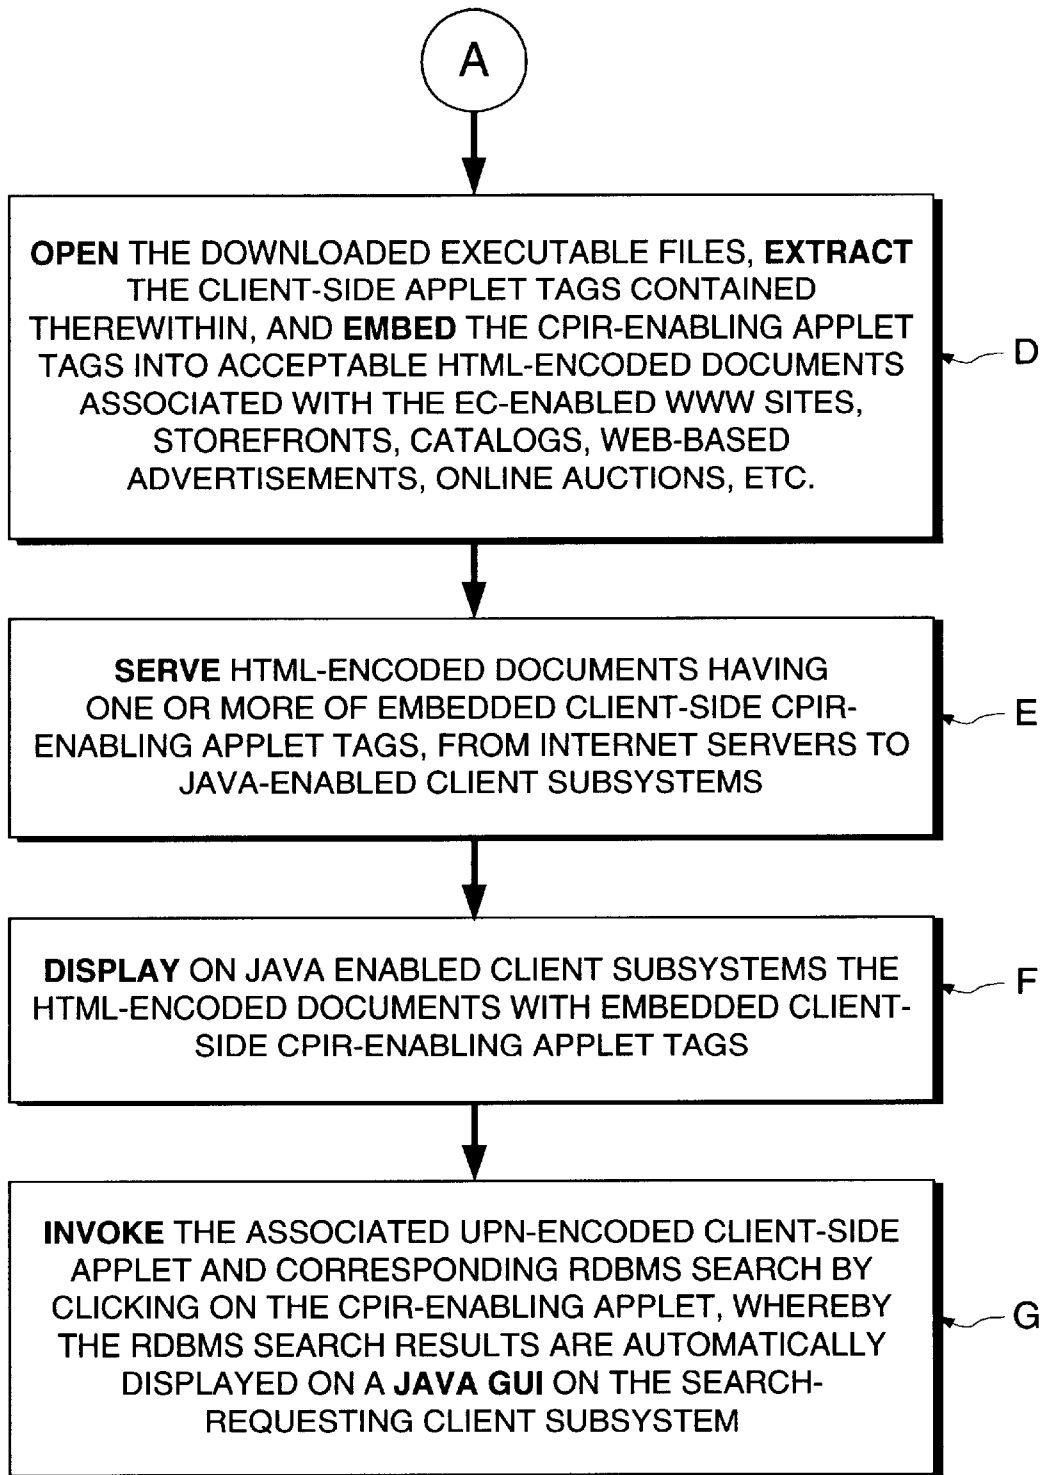 A
OPEN THE DOWNLOADED EXECUTABLE FILES, EXTRACT
THE CLIENT-SIDE APPLET TAGS CONTAINED
THEREWITHIN, AND EMBED THE CPIR-ENABLING APPLET
TAGS INTO ACCEPTABLE HTML-ENCODED DOCUMENTS
ASSOCIATED WITH THE EC-ENABLED WWW SITES,
STOREFRONTS, CATALOGS, WEB-BASED
ADVERTISEMENTS, ONLINE AUCTIONS, ETC.
D
SERVE HTML-ENCODED DOCUMENTS HAVING
ONE OR MORE OF EMBEDDED CLIENT-SIDE CPIR-
ENABLING APPLET TAGS, FROM INTERNET SERVERS TO
JAVA-ENABLED CLIENT SUBSYSTEMS
E
DISPLAY ON JAVA ENABLED CLIENT SUBSYSTEMS THE
HTML-ENCODED DOCUMENTS WITH EMBEDDED CLIENT-
SIDE CPIR-ENABLING APPLET TAGS
F
INVOKE THE ASSOCIATED UPN-ENCODED CLIENT-SIDE
APPLET AND CORRESPONDING RDBMS SEARCH BY
CLICKING ON THE CPIR-ENABLING APPLET, WHEREBY
THE RDBMS SEARCH RESULTS ARE AUTOMATICALLY
DISPLAYED ON A JAVA GUI ON THE SEARCH-
REQUESTING CLIENT SUBSYSTEM
G